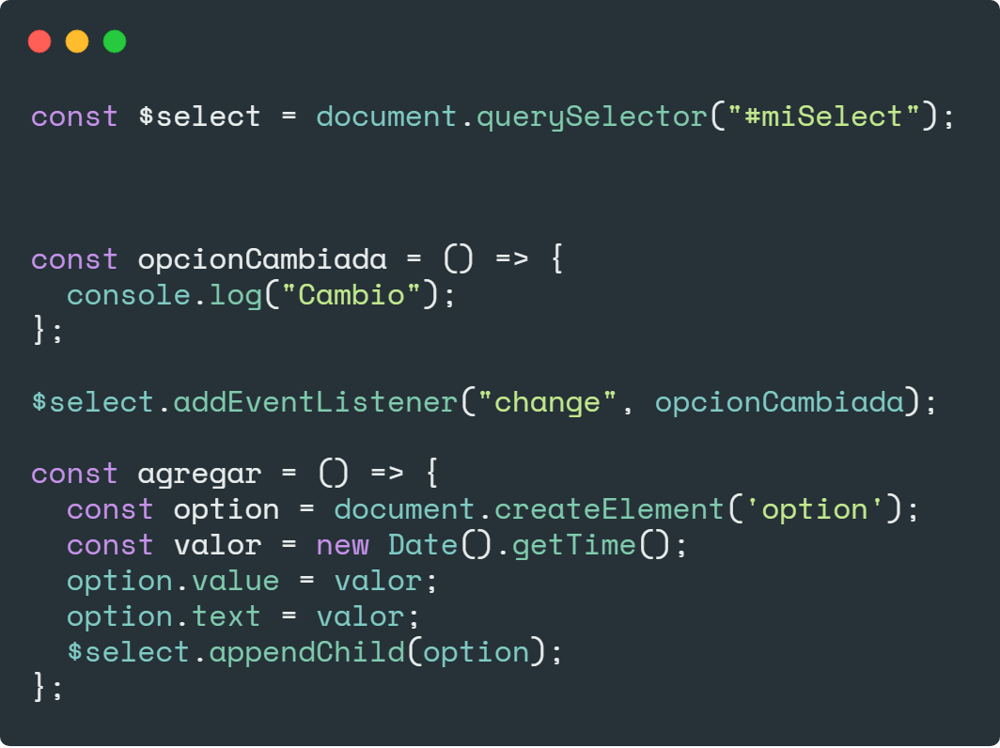 const $select = document.querySelector("#miSelect");
const opcionCambiada = () => {
  console.log("Cambio");
};
$select.addEventListener("change", opcionCambiada);
const agregar = () => {
  const option = document.createElement('option');
  const valor = new Date().getTime();
  option.value = valor;
  option.text = valor;
  $select.appendChild(option);
};